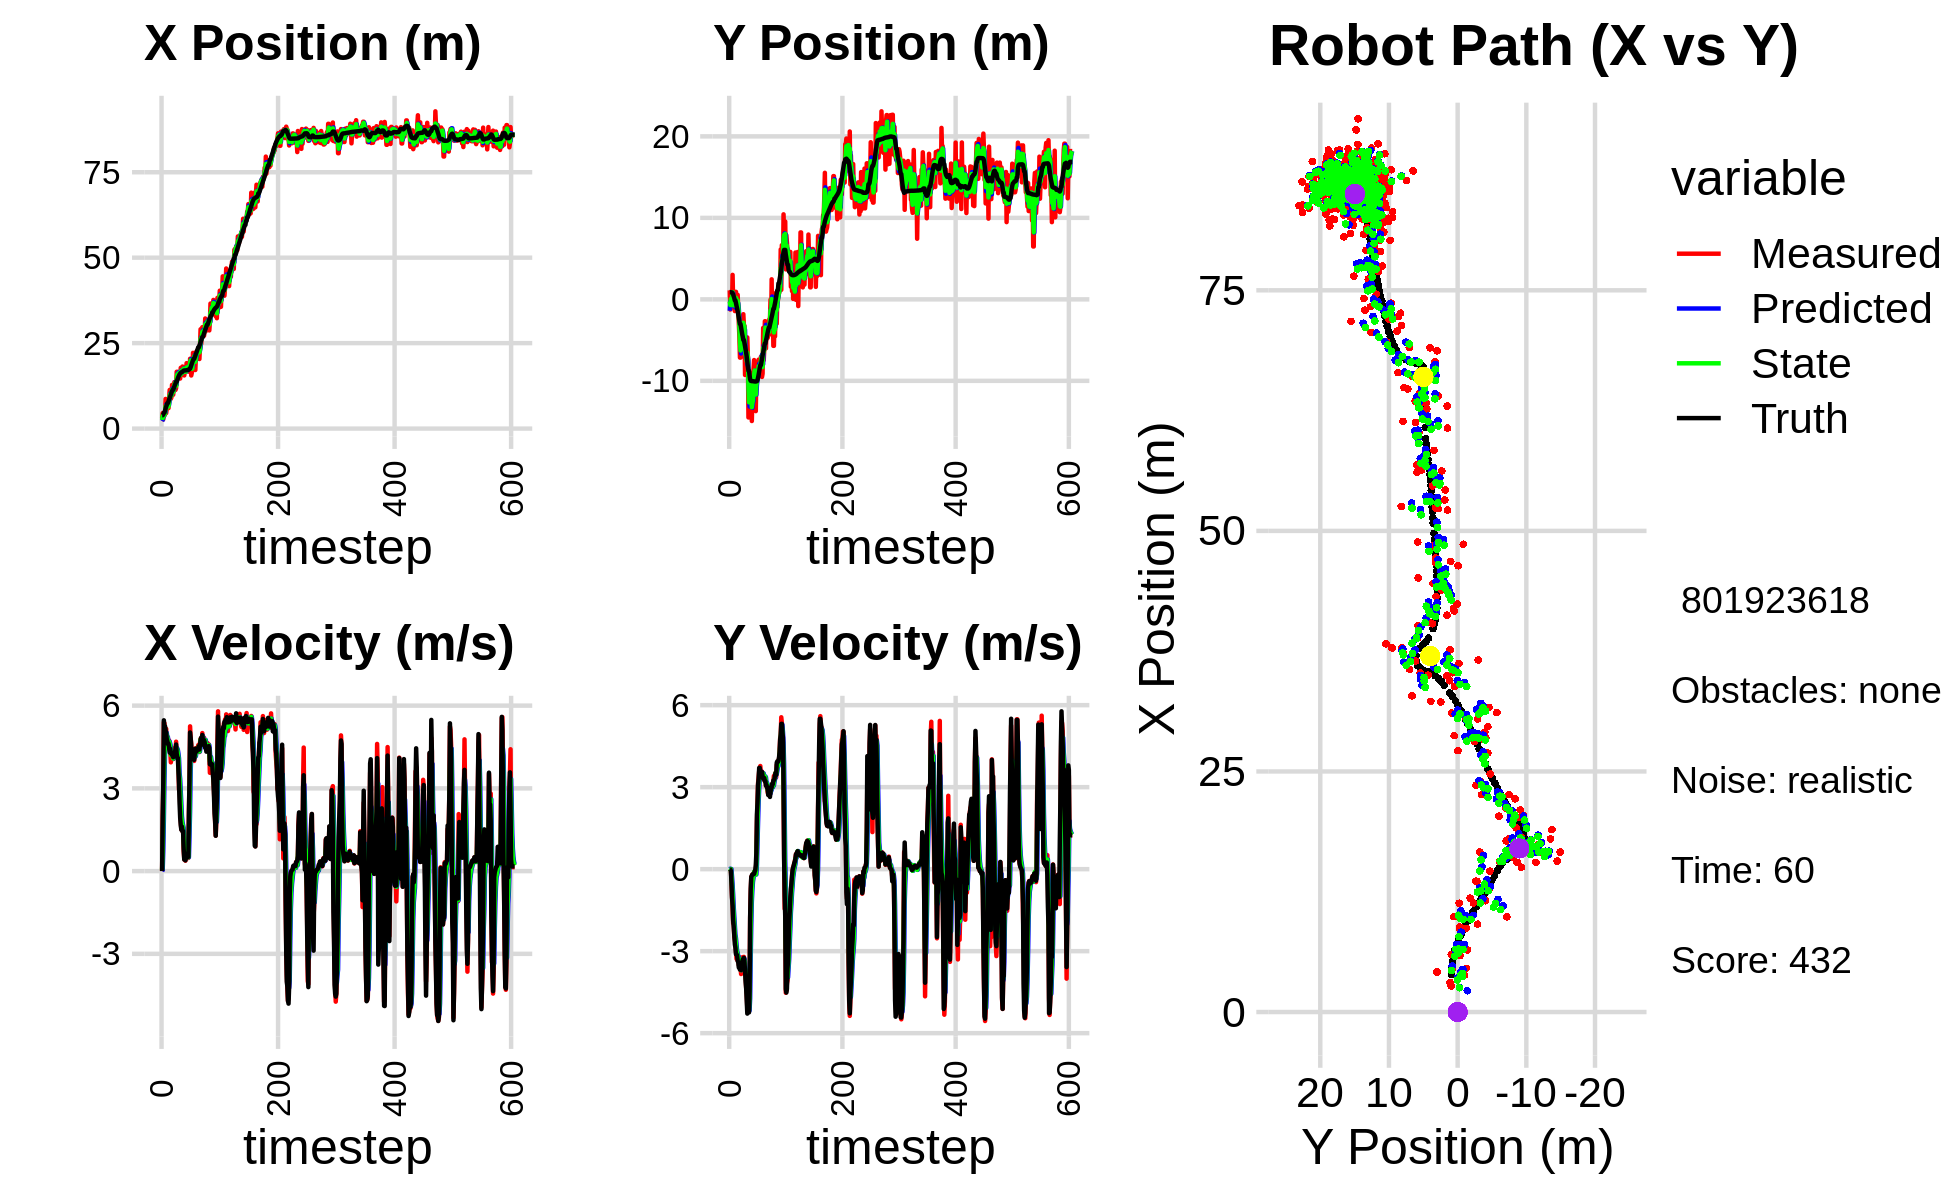 X Position (m)
75
50
25
0
0
200
400
600
timestep
Y Position (m)
20
10
0
-10
0
200
400
600
timestep
X Velocity (m/s)
6
3
0
-3
0
200
400
600
timestep
Y Velocity (m/s)
6
3
0
-3
-6
0
200
400
600
timestep
Robot Path (X vs Y)
X Position (m)
75
50
25
0
20 10 0 -10 -20
Y Position (m)
variable
Measured
Predicted
State
Truth
801923618
Obstacles: none
Noise: realistic
Time: 60
Score: 432